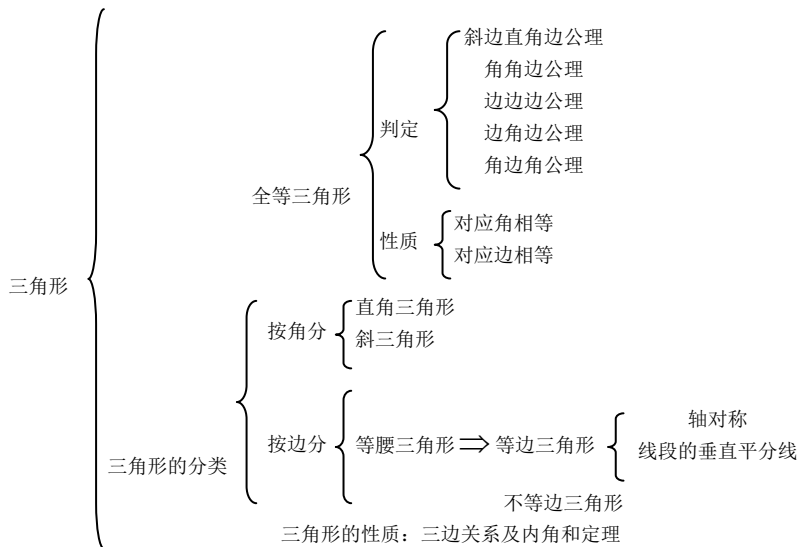 斜边直角边公理
角角边公理
边边边公理
判定
边角边公理
角边角公理
全等三角形
对应角相等
性质
对应边相等
三角形
直角三角形
按角分
斜三角形
轴对称
按边分
等腰三角形⇒等边三角形
线段的垂直平分线
三角形的分类
不等边三角形
三角形的性质：三边关系及内角和定理